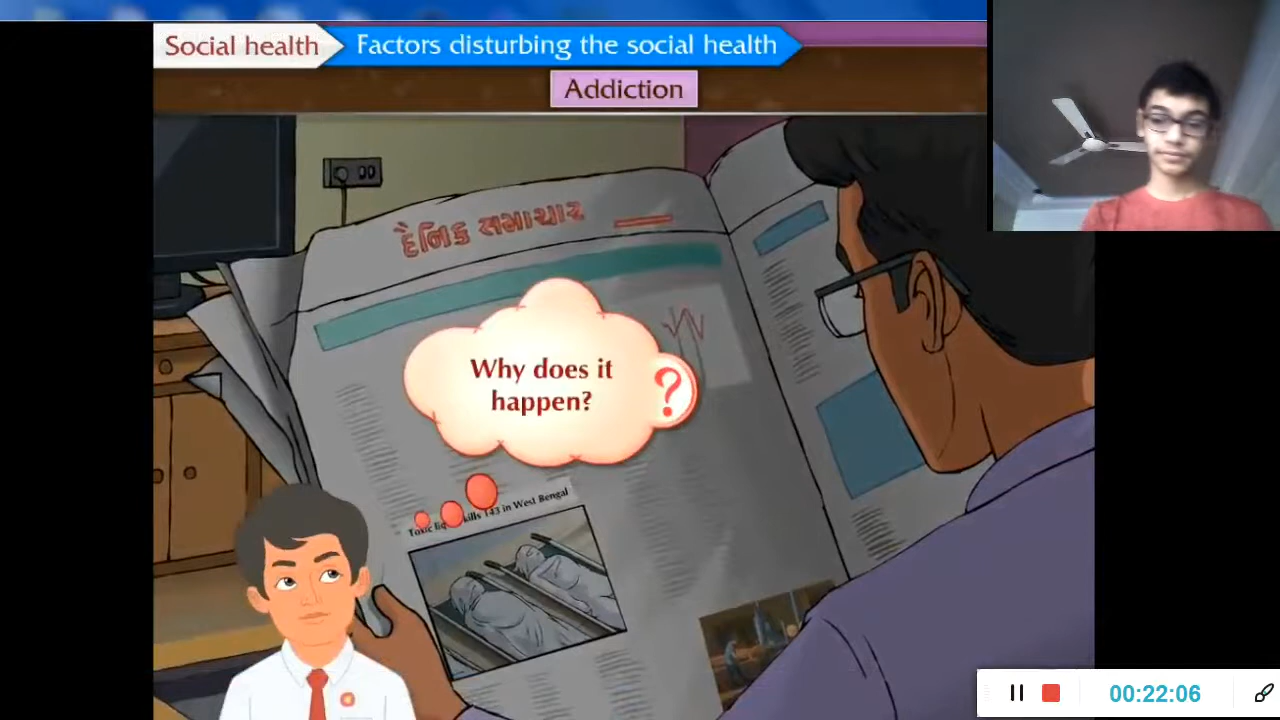 Social health
Factors disturbing the social health
Addiction
દૈનિક સમાચાર
Why does it
happen?
?
Toxic kills 143 in West Bengal
00:22:06